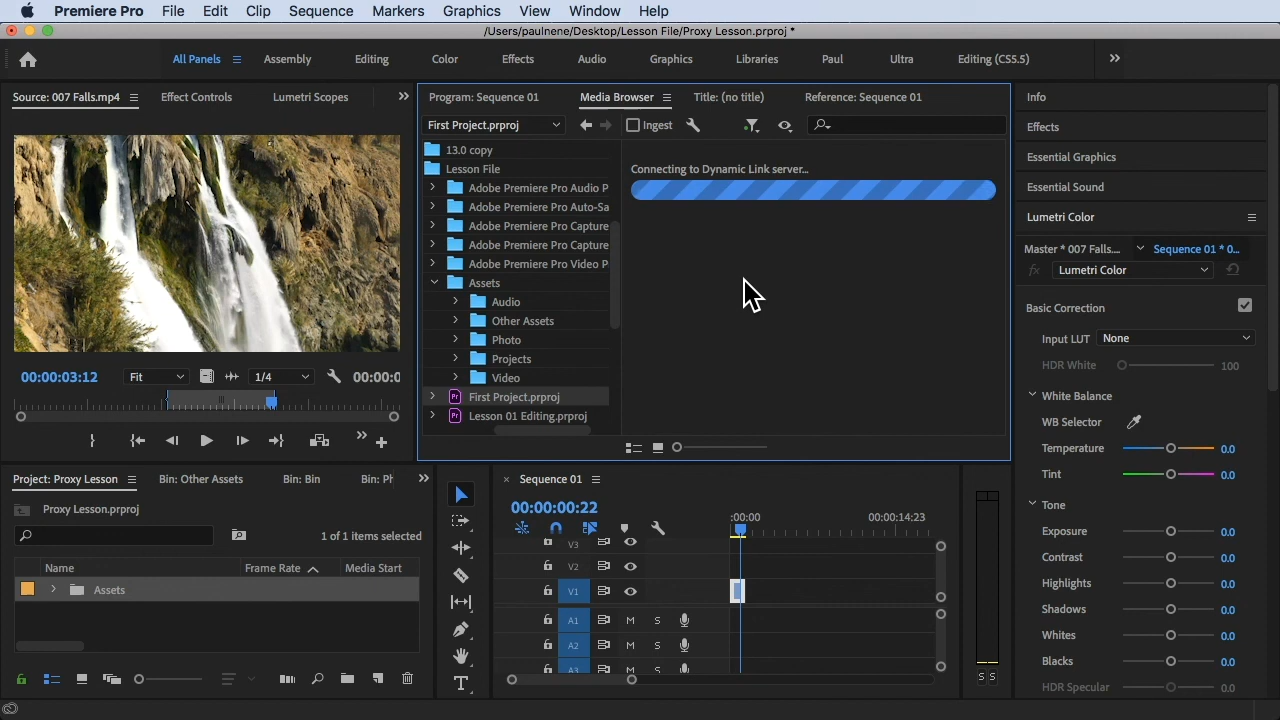 Premiere Pro File Edit Clip Sequence Markers Graphics View Window Help
/Users/paulnene/Desktop/Lesson File/Proxy Lesson.prproj *
All Panels Assembly Editing Color Effects Audio Graphics Libraries Paul Ultra Editing (CS5.5)
Source: 007 Falls.mp4 Effect Controls Lumetri Scopes
Program: Sequence 01 Media Browser Title: (no title) Reference: Sequence 01
First Project.prproj Ingest
13.0 copy
Lesson File
Adobe Premiere Pro Audio P
Adobe Premiere Pro Auto-Sa
Adobe Premiere Pro Capture
Adobe Premiere Pro Capture
Adobe Premiere Pro Video P
Assets
Audio
Other Assets
Photo
Projects
Video
First Project.prproj
Lesson 01 Editing.prproj
Connecting to Dynamic Link server...
00:00:03:12 Fit 1/4 00:00:0
Info
Effects
Essential Graphics
Essential Sound
Lumetri Color
Master * 007 Falls.... Sequence 01 * 0...
fx Lumetri Color
Basic Correction
Input LUT None
HDR White 100
White Balance
WB Selector
Temperature 0.0
Tint 0.0
Tone
Exposure 0.0
Contrast 0.0
Highlights 0.0
Shadows 0.0
Whites 0.0
Blacks 0.0
HDR Specular 0.0
Project: Proxy Lesson Bin: Other Assets Bin: Bin Bin: Ph
Proxy Lesson.prproj
1 of 1 items selected
Name Frame Rate Media Start
Assets
× Sequence 01
00:00:00:22
:00:00 00:00:14:23
V3
V2
V1
A1 M S
A2 M S
A3 M S
S S